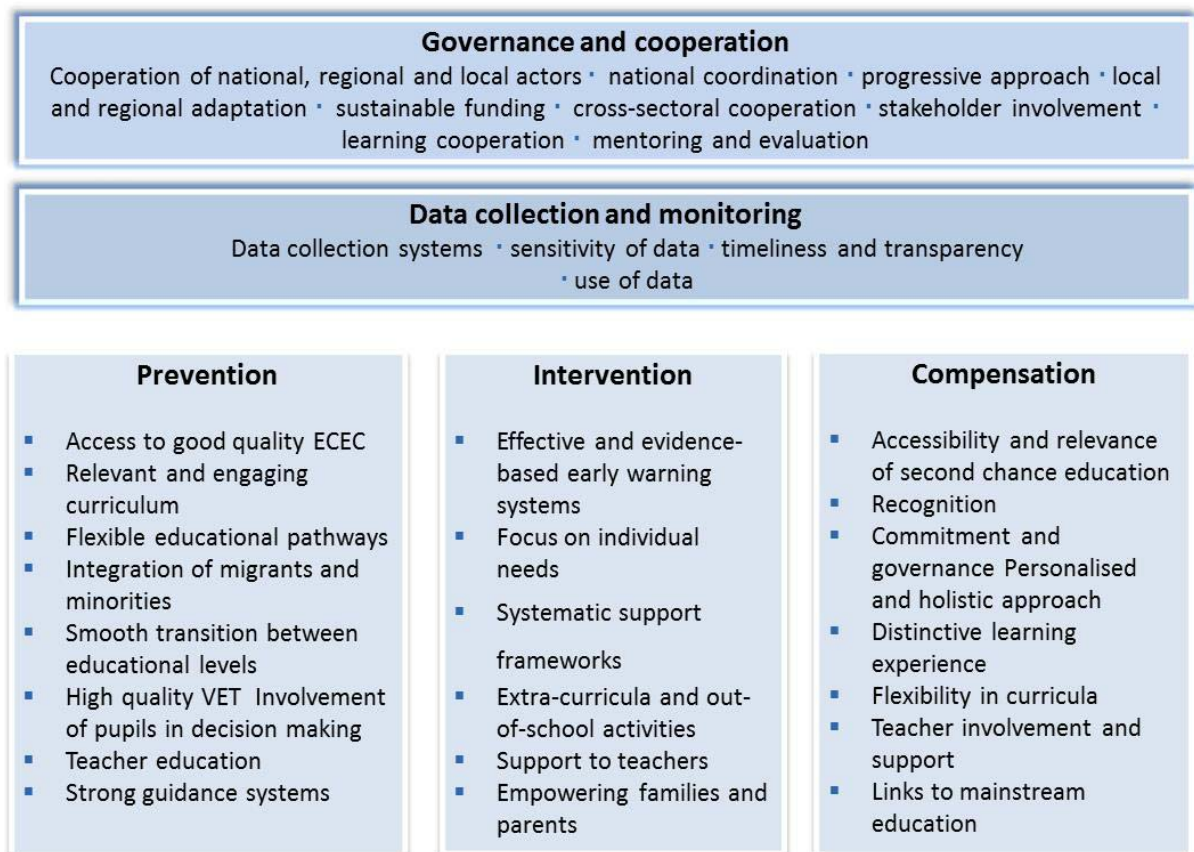 Governance and cooperation
Cooperation of national, regional and local actors · national coordination · progressive approach · local
and regional adaptation · sustainable funding · cross-sectoral cooperation · stakeholder involvement ·
learning cooperation · mentoring and evaluation
Data collection and monitoring
Data collection systems · sensitivity of data · timeliness and transparency
· use of data
Prevention
▪ Access to good quality ECEC
▪ Relevant and engaging
curriculum
▪ Flexible educational pathways
▪ Integration of migrants and
minorities
▪ Smooth transition between
educational levels
▪ High quality VET Involvement
of pupils in decision making
▪ Teacher education
▪ Strong guidance systems
Intervention
▪ Effective and evidence-
based early warning
systems
▪ Focus on individual
needs
▪ Systematic support
frameworks
▪ Extra-curricula and out-
of-school activities
▪ Support to teachers
▪ Empowering families and
parents
Compensation
▪ Accessibility and relevance
of second chance education
▪ Recognition
▪ Commitment and
governance Personalised
and holistic approach
▪ Distinctive learning
experience
▪ Flexibility in curricula
▪ Teacher involvement and
support
▪ Links to mainstream
education